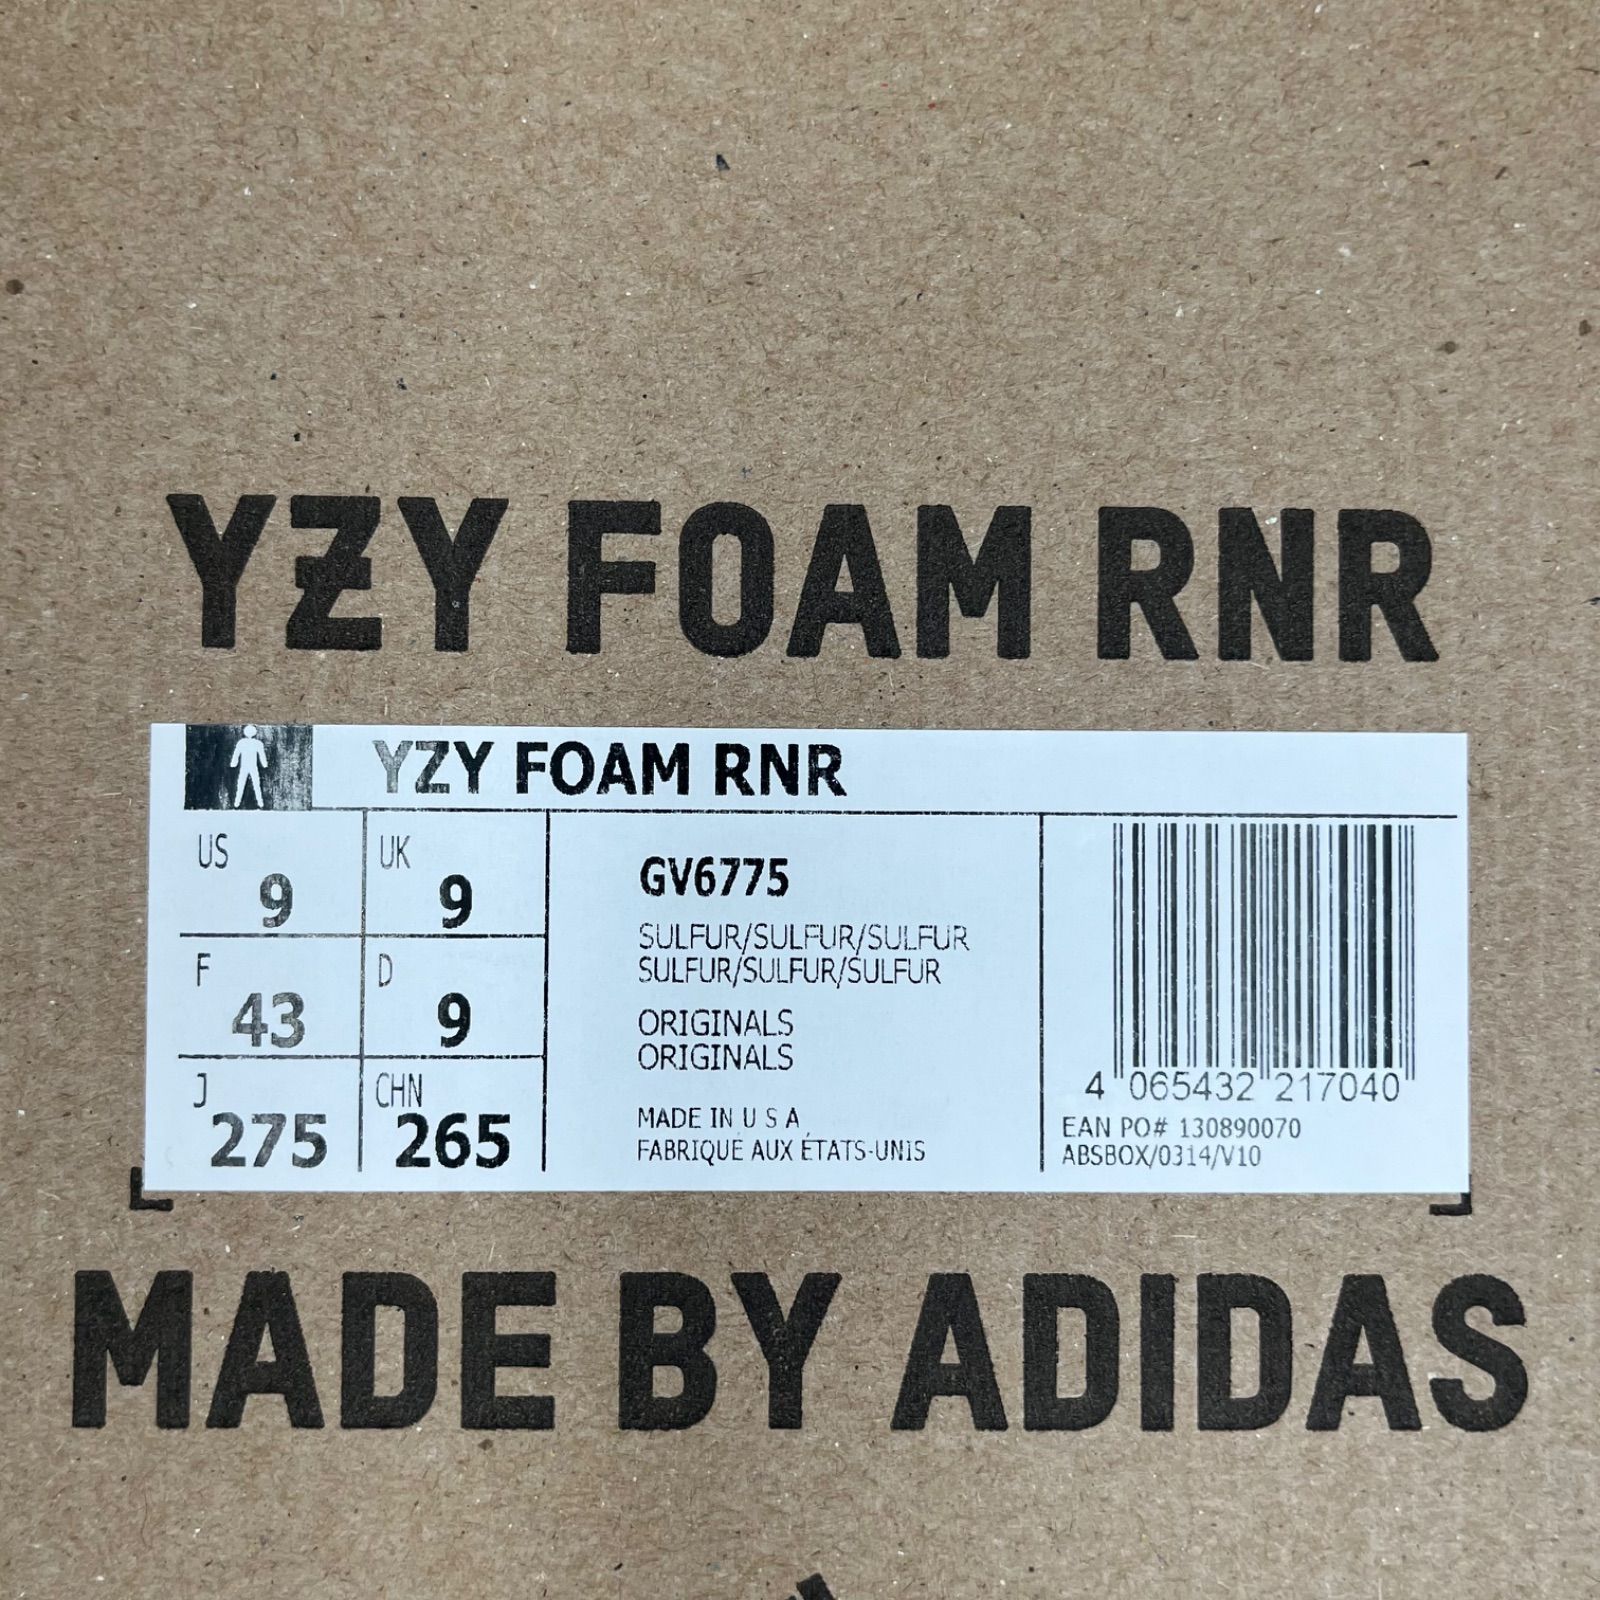 YZY FOAM RNR
YZY FOAM RNR
US
9
UK
9
F
43
D
9
J
275
CHN
265
GV6775
SULFUR/SULFUR/SULFUR
SULFUR/SULFUR/SULFUR
ORIGINALS
ORIGINALS
MADE IN U S A
FABRIQUÉ AUX ÉTATS-UNIS
4 065432 217040
EAN PO# 130890070
ABSBOX/0314/V10
MADE BY ADIDAS